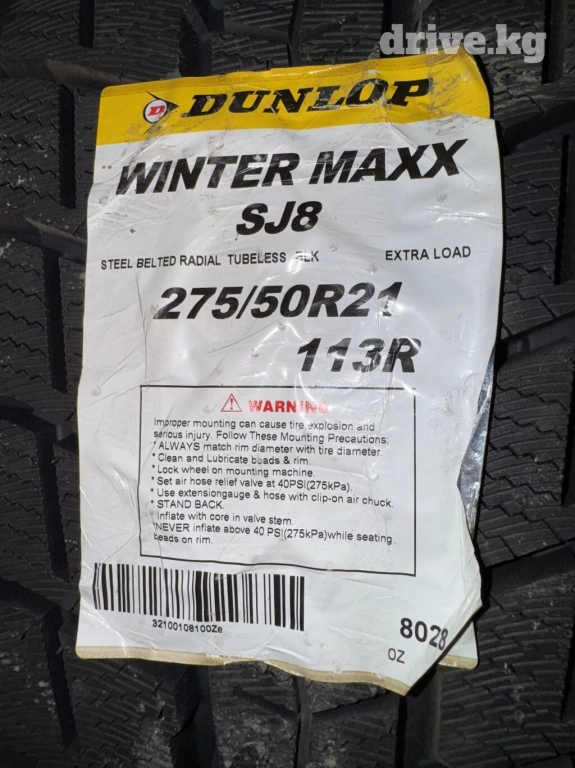 drive.kg
D DUNLOP
WINTER MAXX
SJ8
STEEL BELTED RADIAL TUBELESS BLK EXTRA LOAD
275/50R21
113R
WARNING
Improper mounting can cause tire explosion and
serious injury. Follow These Mounting Precautions:
* ALWAYS match rim diameter with tire diameter.
* Clean and Lubricate beads & rim.
* Lock wheel on mounting machine.
* Set air hose relief valve at 40PSI(275kPa).
* Use extensiongauge & hose with clip-on air chuck.
* STAND BACK.
Inflate with core in valve stem.
*NEVER inflate above 40 PSI(275kPa)while seating
beads on rim.
32100108100Ze
8028
OZ